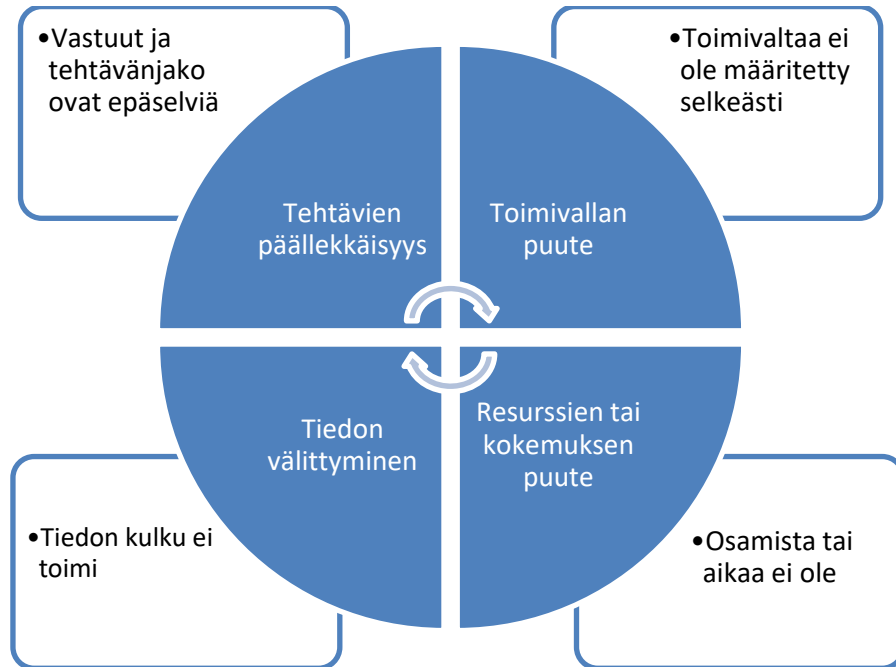 •Vastuut ja
tehtävänjako
ovat epäselviä
•Toimivaltaa ei
ole määritetty
selkeästi
Tehtävien
päällekkäisyys
Toimivallan
puute
Tiedon
välittyminen
Resurssien tai
kokemuksen
puute
•Tiedon kulku ei
toimi
•Osamista tai
aikaa ei ole